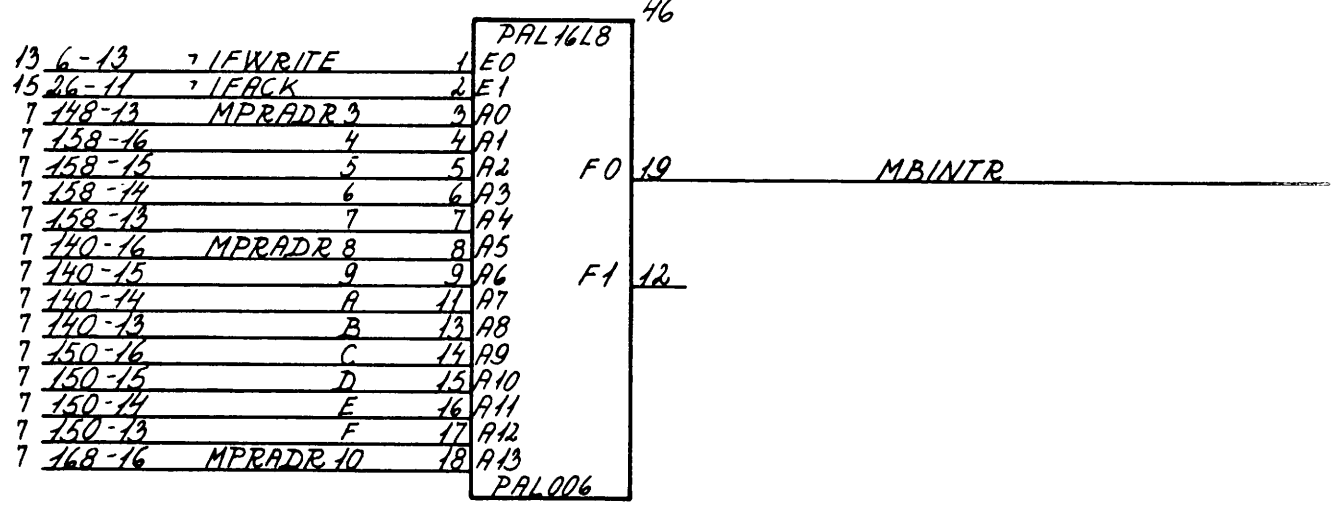 46
PAL16L8
13 6-13 ¬ IFWRITE 1 E0
15 26-11 ¬ IFACK 2 E1
7 148-13 MPRADR 3 3 A0
7 158-16 4 4 A1
7 158-15 5 5 A2 F0 19 MBINTR
7 158-14 6 6 A3
7 158-13 7 7 A4
7 140-16 MPRADR 8 8 A5
7 140-15 9 9 A6 F1 12
7 140-14 A 11 A7
7 140-13 B 13 A8
7 150-16 C 14 A9
7 150-15 D 15 A10
7 150-14 E 16 A11
7 150-13 F 17 A12
7 168-16 MPRADR 10 18 A13
PAL006